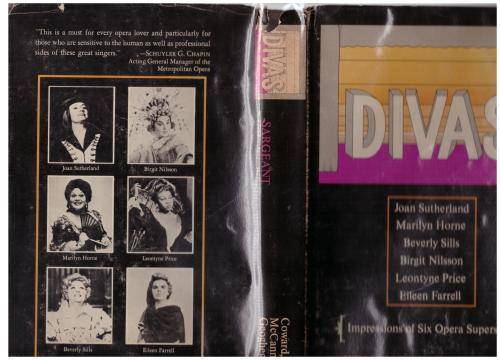 "This is a must for every opera lover and particularly for
those who are sensitive to the human as well as professional
sides of these great singers." —SCHUYLER G. CHAPIN
Acting General Manager of the
Metropolitan Opera
Joan Sutherland
Birgit Nilsson
Marilyn Horne
Leontyne Price
Beverly Sills
Eileen Farrell
DIVAS
SARGEANT
Coward,
McCann
Geoghe
DIVAS
Joan Sutherland
Marilyn Horne
Beverly Sills
Birgit Nilsson
Leontyne Price
Eileen Farrell
Impressions of Six Opera Supers